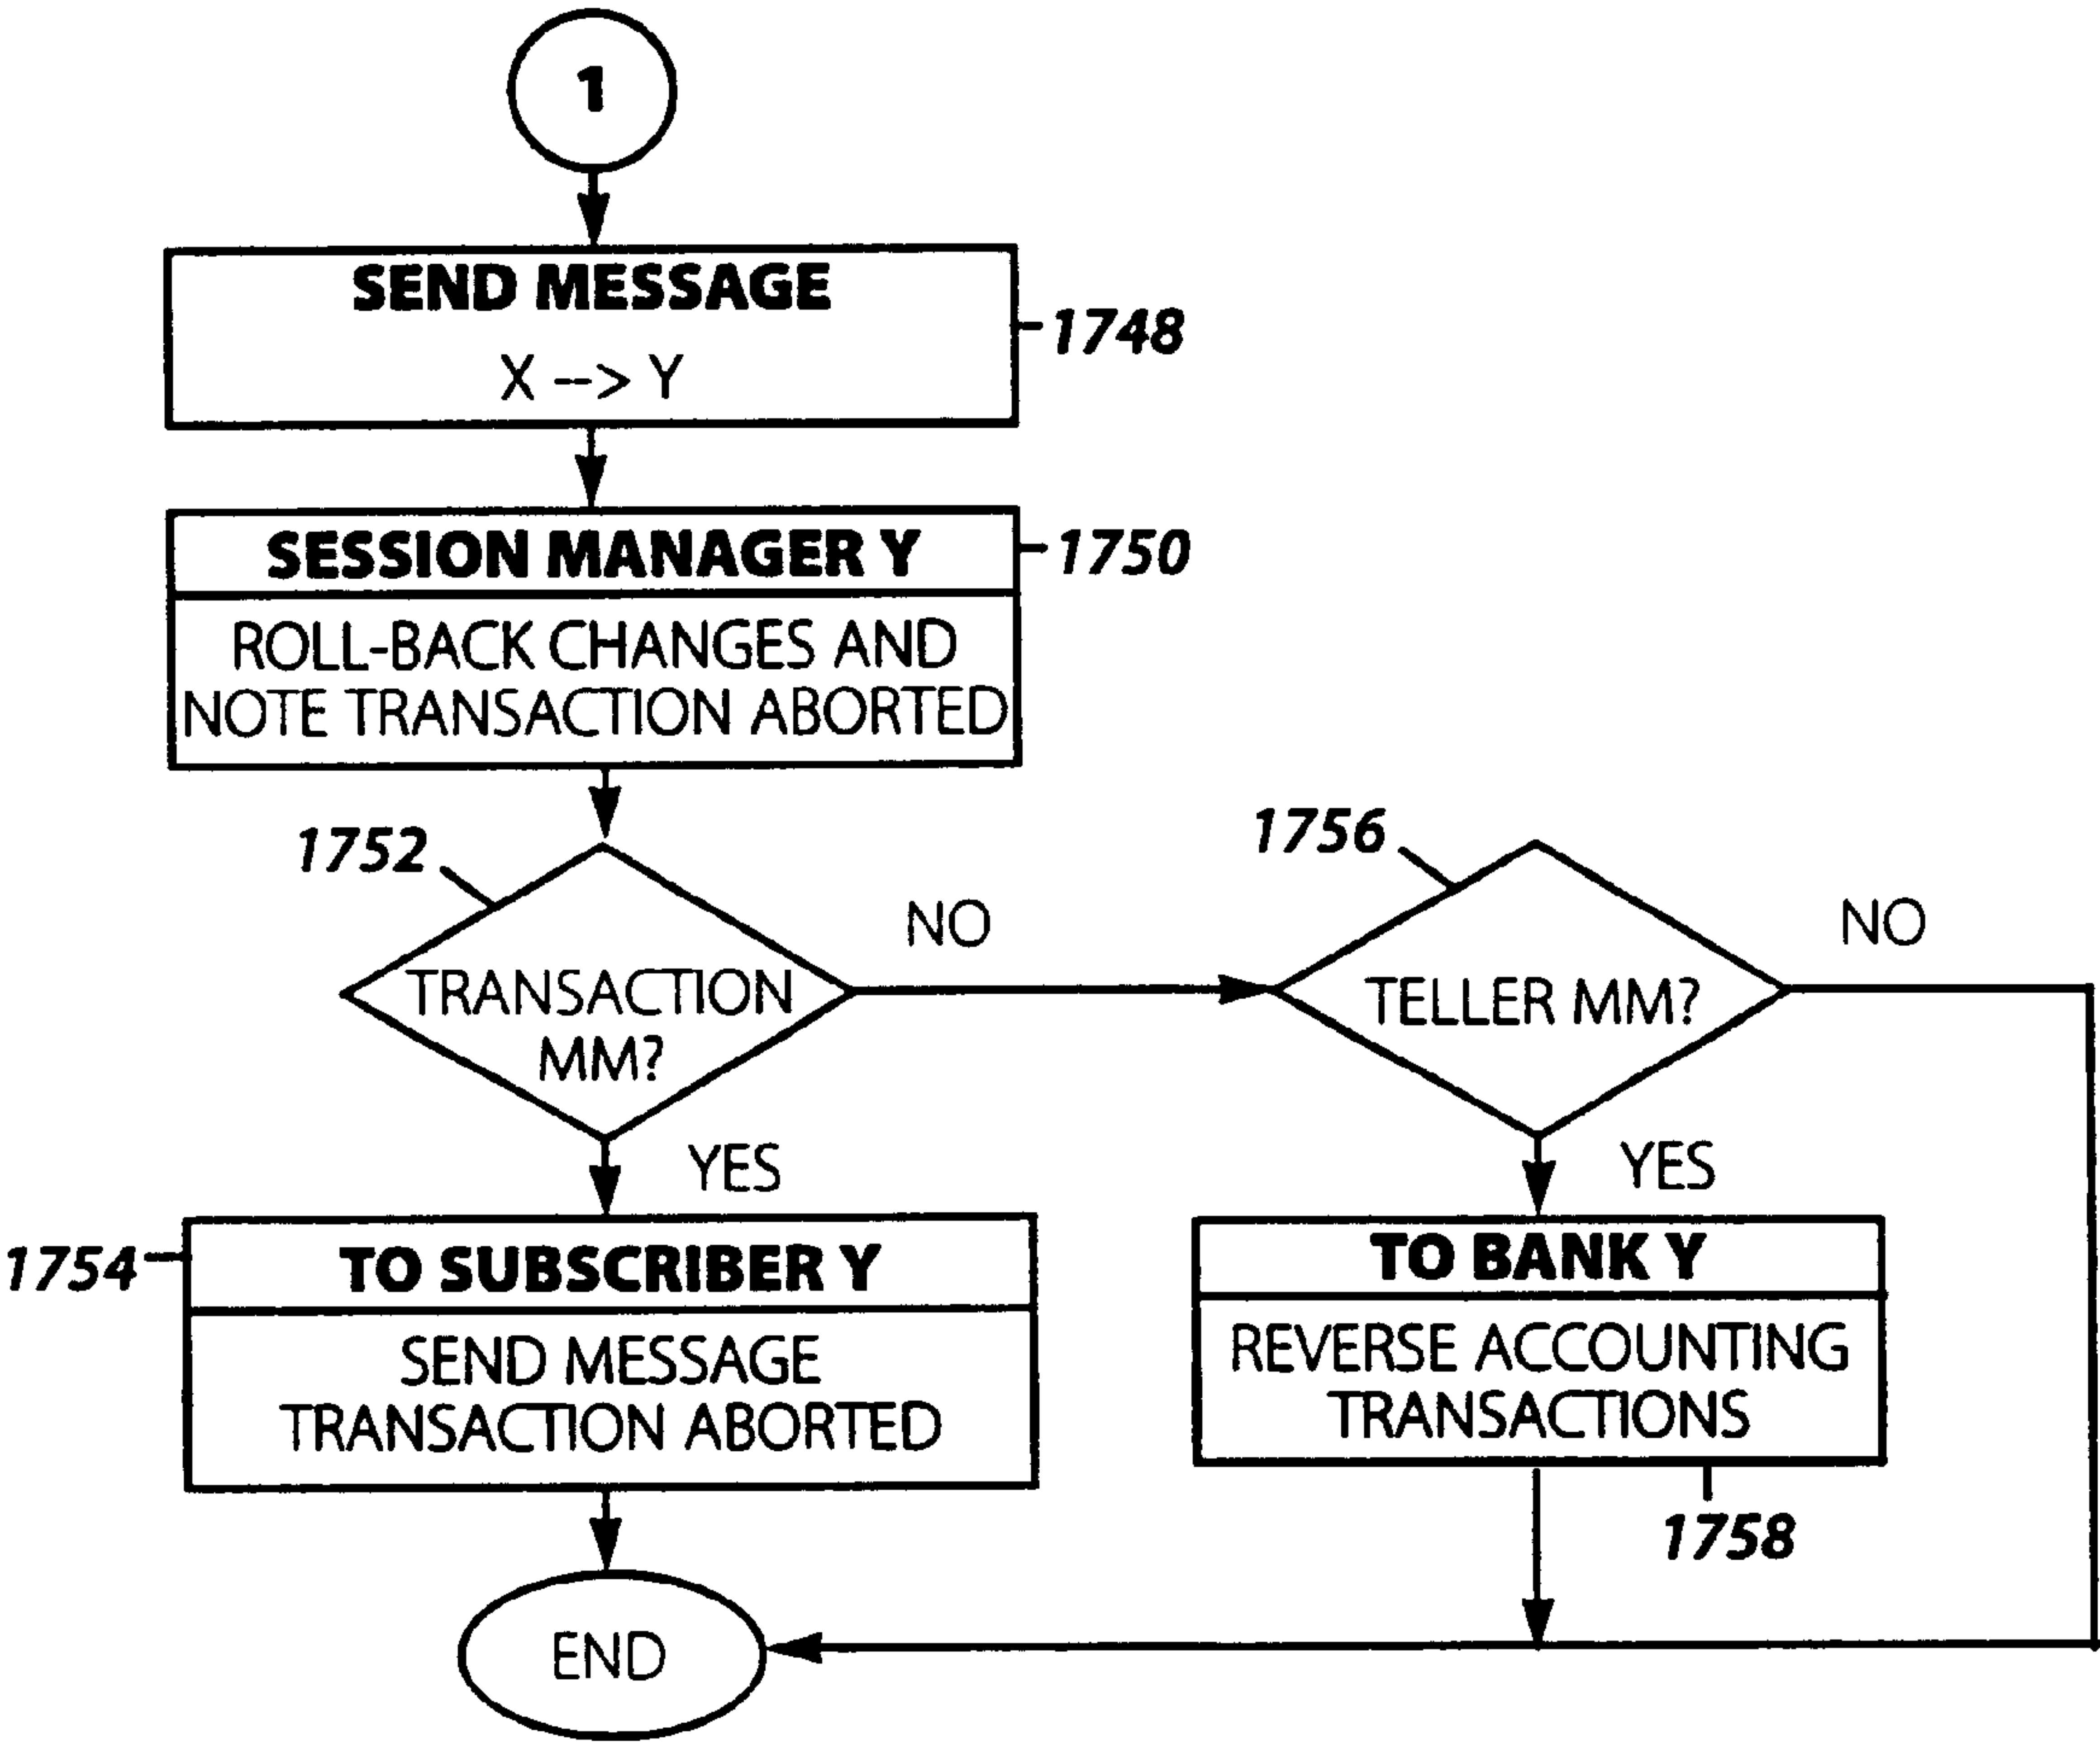 1
SEND MESSAGE
X --> Y
1748
SESSION MANAGER Y
1750
ROLL-BACK CHANGES AND
NOTE TRANSACTION ABORTED
1752
TRANSACTION
MM?
NO
YES
1756
TELLER MM?
NO
YES
1754
TO SUBSCRIBER Y
SEND MESSAGE
TRANSACTION ABORTED
TO BANK Y
REVERSE ACCOUNTING
TRANSACTIONS
1758
END